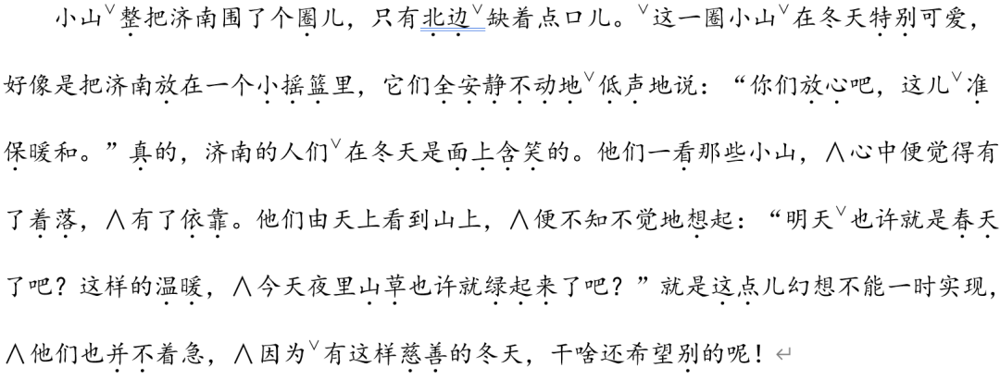 小山ˇ整把济南围了个圈儿，只有北边ˇ缺着点口儿。ˇ这一圈小山ˇ在冬天特别可爱，
好像是把济南放在一个小摇篮里，它们全安静不动地ˇ低声地说：“你们放心吧，这儿ˇ准
保暖和。”真的，济南的人们ˇ在冬天是面上含笑的。他们一看那些小山，∧心中便觉得有
了着落，∧有了依靠。他们由天上看到山上，∧便不知不觉地想起：“明天ˇ也许就是春天
了吧？这样的温暖，∧今天夜里山草也许就绿起来了吧？”就是这点儿幻想不能一时实现，
∧他们也并不着急，∧因为ˇ有这样慈善的冬天，干啥还希望别的呢！↵